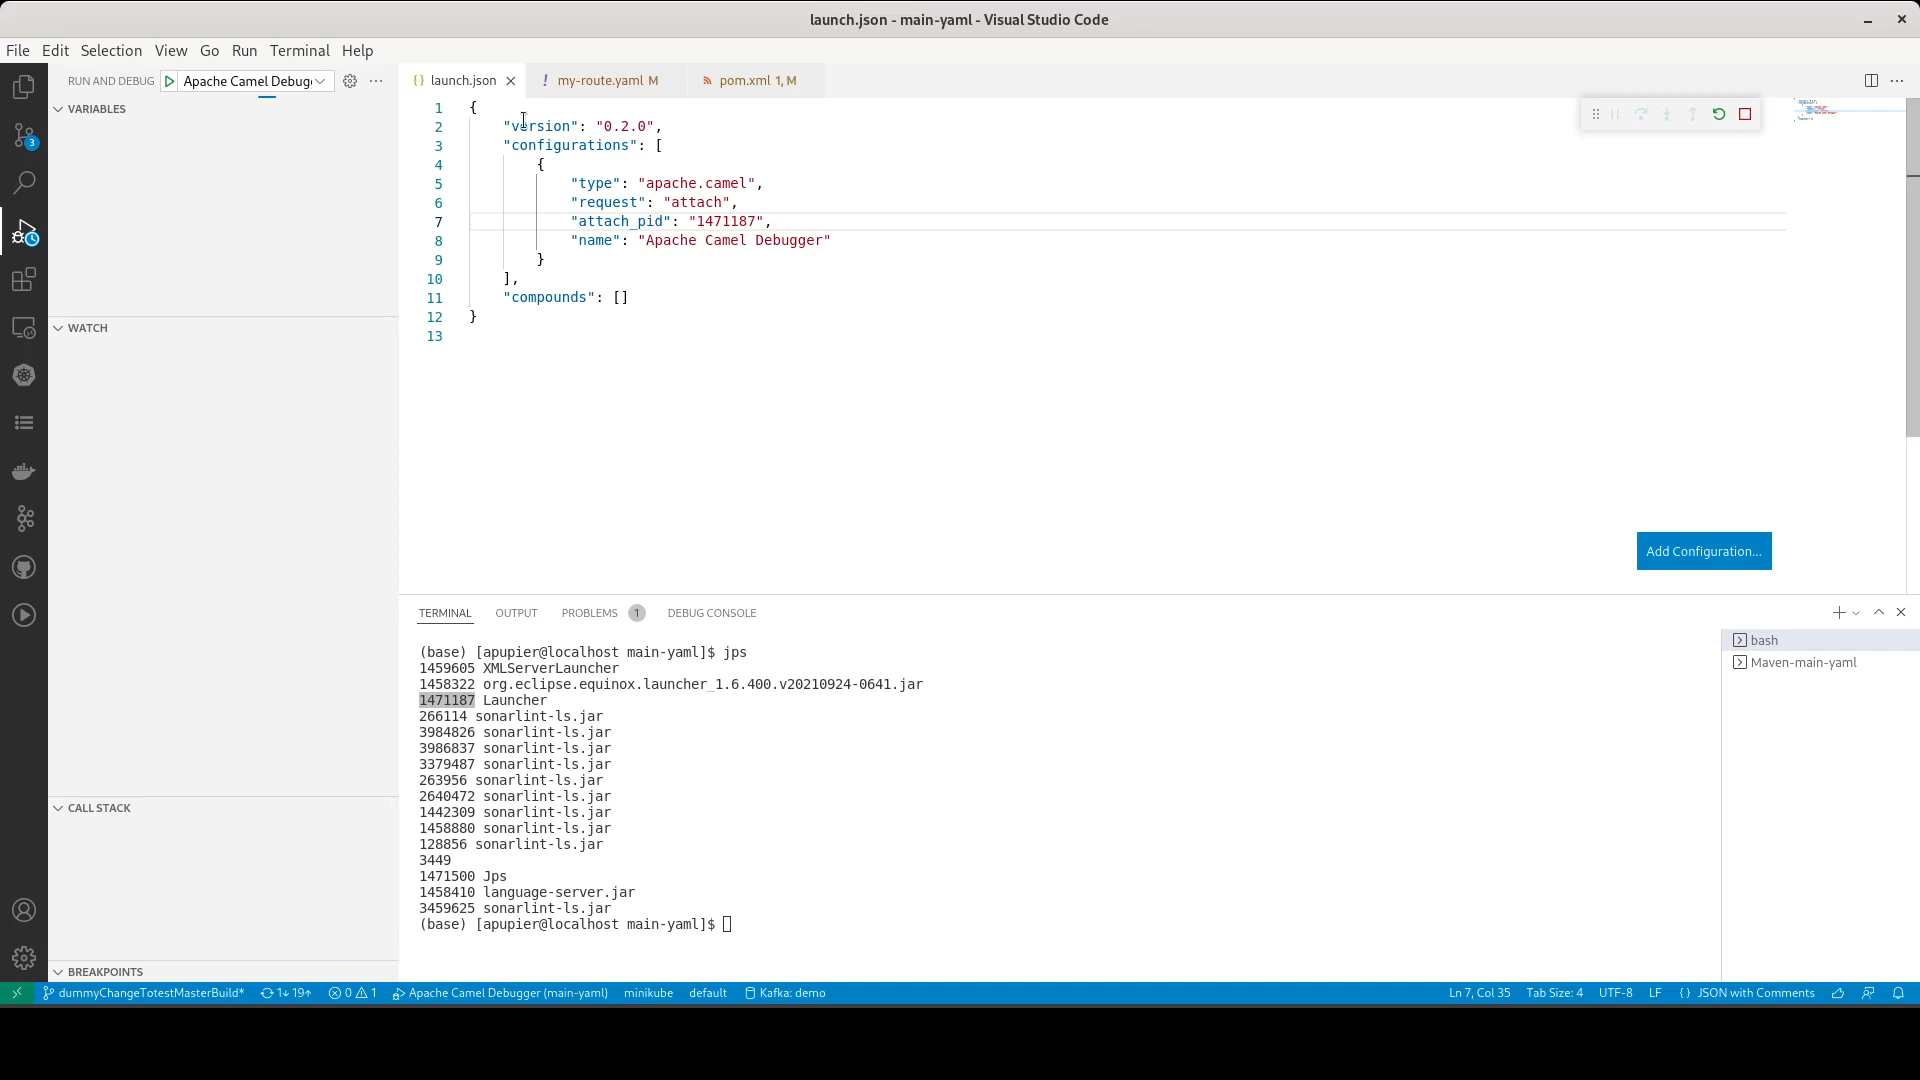 launch.json - main-yaml - Visual Studio Code
File Edit Selection View Go Run Terminal Help
RUN AND DEBUG Apache Camel Debug
launch.json my-route.yaml M pom.xml 1, M
VARIABLES
WATCH
CALL STACK
BREAKPOINTS
3
1 {
2 "version": "0.2.0",
3 "configurations": [
4 {
5 "type": "apache.camel",
6 "request": "attach",
7 "attach_pid": "1471187",
8 "name": "Apache Camel Debugger"
9 }
10 ],
11 "compounds": []
12 }
13
Add Configuration...
TERMINAL OUTPUT PROBLEMS 1 DEBUG CONSOLE
(base) [apupier@localhost main-yaml]$ jps
1459605 XMLServerLauncher
1458322 org.eclipse.equinox.launcher_1.6.400.v20210924-0641.jar
1471187 Launcher
266114 sonarlint-ls.jar
3984826 sonarlint-ls.jar
3986837 sonarlint-ls.jar
3379487 sonarlint-ls.jar
263956 sonarlint-ls.jar
2640472 sonarlint-ls.jar
1442309 sonarlint-ls.jar
1458880 sonarlint-ls.jar
128856 sonarlint-ls.jar
3449
1471500 Jps
1458410 language-server.jar
3459625 sonarlint-ls.jar
(base) [apupier@localhost main-yaml]$
bash
Maven-main-yaml
dummyChangeTotestMasterBuild* 1↓ 19↑ 0 1 Apache Camel Debugger (main-yaml) minikube default Kafka: demo Ln 7, Col 35 Tab Size: 4 UTF-8 LF {} JSON with Comments